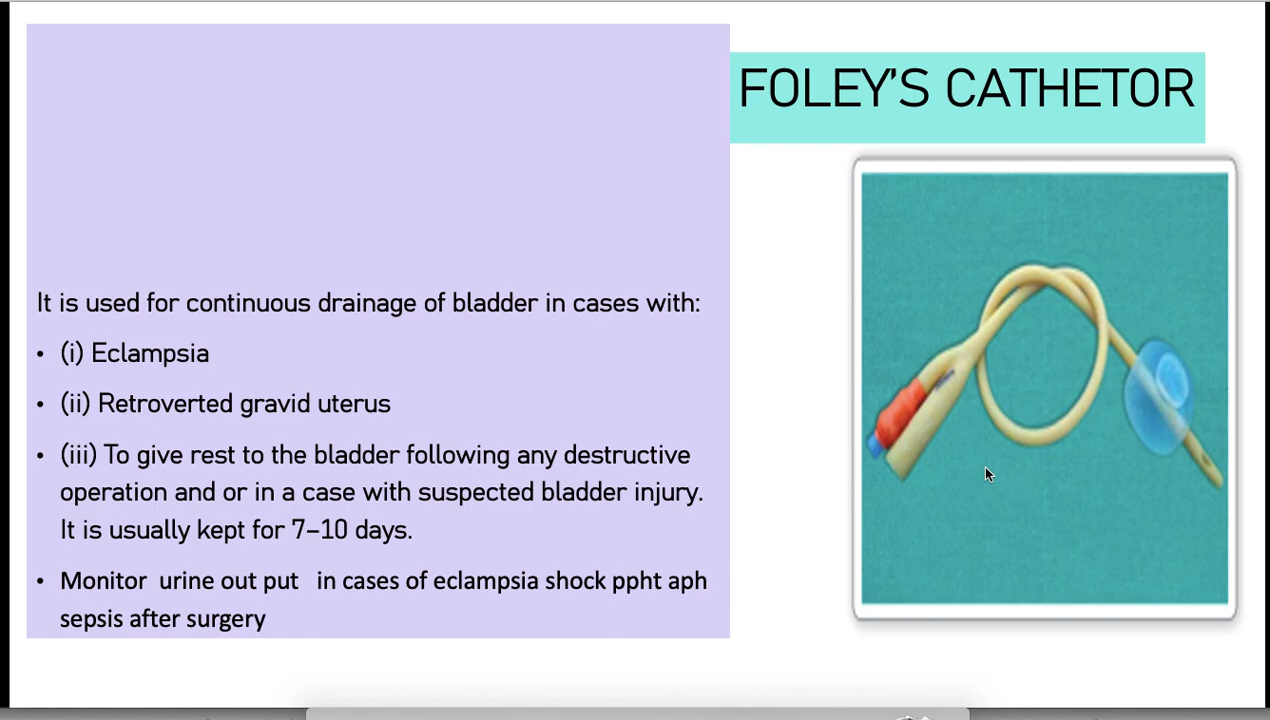 FOLEY'S CATHETOR
It is used for continuous drainage of bladder in cases with:
• (i) Eclampsia
• (ii) Retroverted gravid uterus
• (iii) To give rest to the bladder following any destructive
operation and or in a case with suspected bladder injury.
It is usually kept for 7–10 days.
• Monitor urine out put in cases of eclampsia shock ppht aph
sepsis after surgery